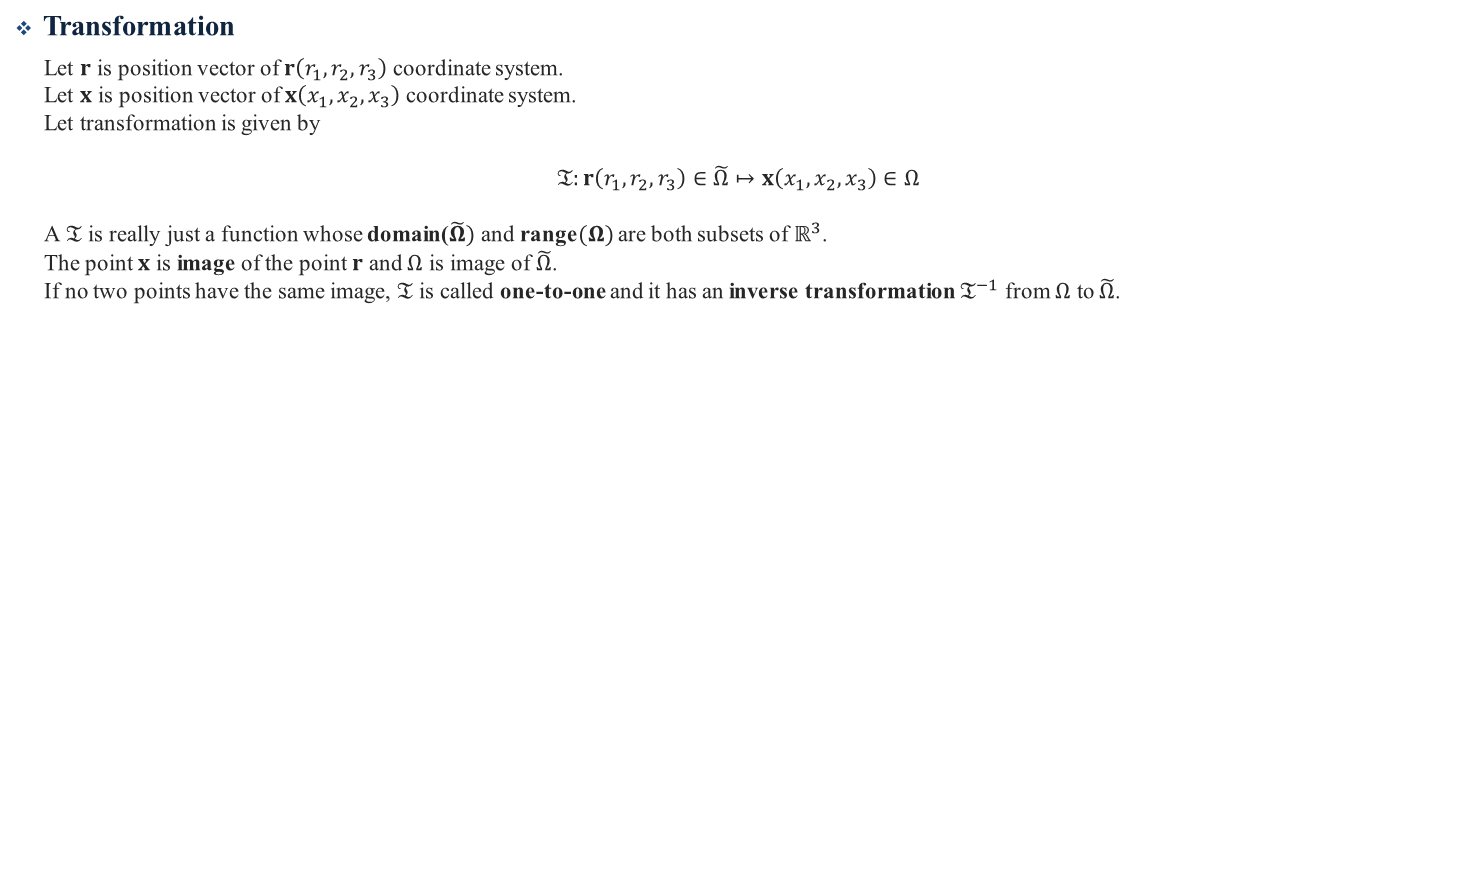 ❖ Transformation
Let r is position vector of r(r₁, r₂, r₃) coordinate system.
Let x is position vector of x(x₁, x₂, x₃) coordinate system.
Let transformation is given by
𝔗: r(r₁, r₂, r₃) ∈ Ω̃ ↦ x(x₁, x₂, x₃) ∈ Ω
A 𝔗 is really just a function whose domain(Ω̃) and range(Ω) are both subsets of ℝ³.
The point x is image of the point r and Ω is image of Ω̃.
If no two points have the same image, 𝔗 is called one-to-one and it has an inverse transformation 𝔗⁻¹ from Ω to Ω̃.